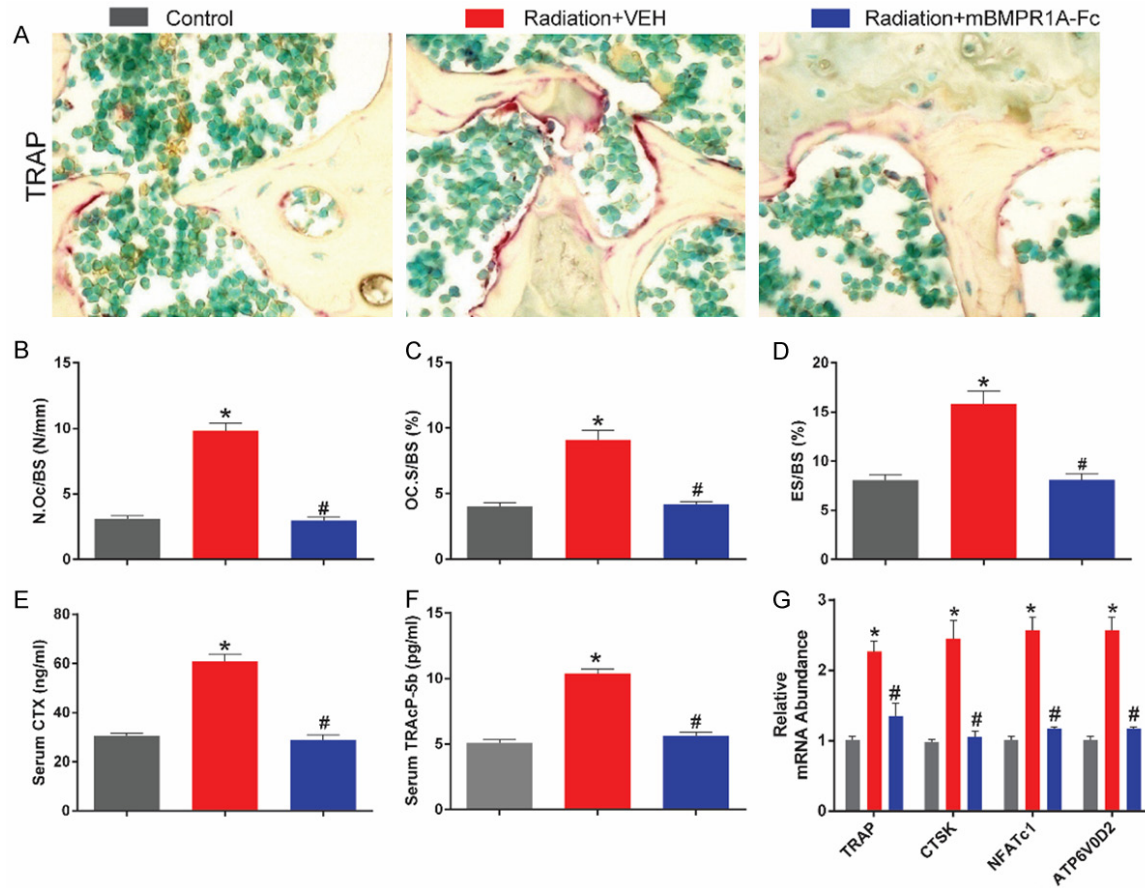 Control Radiation+VEH Radiation+mBMPR1A-Fc
A
TRAP
B
N.Oc/BS (N/mm)
15
10
5
0
*
#
C
OC.S/BS (%)
15
10
5
0
*
#
D
ES/BS (%)
20
15
10
5
0
*
#
E
Serum CTX (ng/ml)
80
60
40
20
0
*
#
F
Serum TRAcP-5b (pg/ml)
15
10
5
0
*
#
G
Relative
mRNA Abundance
3
2
1
0
* * * *
# # # #
TRAP
CTSK
NFATc1
ATP6V0D2